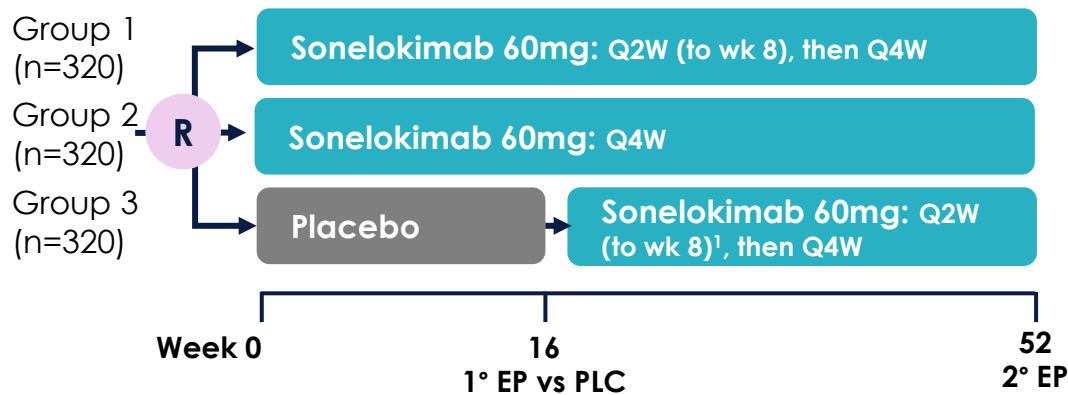 Group 1
(n=320)
Sonelokimab 60mg: Q2W (to wk 8), then Q4W
Group 2
(n=320)
R
Sonelokimab 60mg: Q4W
Group 3
(n=320)
Placebo
Sonelokimab 60mg: Q2W
(to wk 8)¹, then Q4W
Week 0
16
52
1° EP vs PLC
2° EP